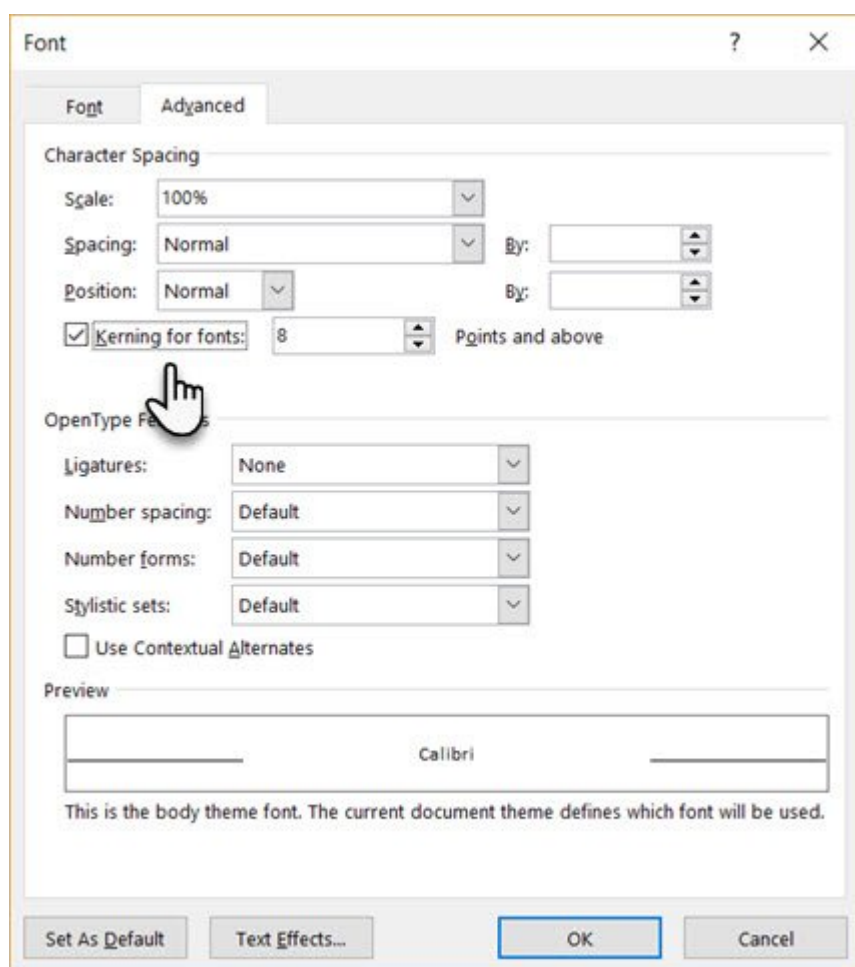 Font ?
Font Advanced
Character Spacing
Scale: 100%
Spacing: Normal By:
Position: Normal By:
Kerning for fonts: 8 Points and above
OpenType
Ligatures: None
Number spacing: Default
Number forms: Default
Stylistic sets: Default
Use Contextual Alternates
Preview
Calibri
This is the body theme font. The current document theme defines which font will be used.
Set As Default Text Effects... OK Cancel